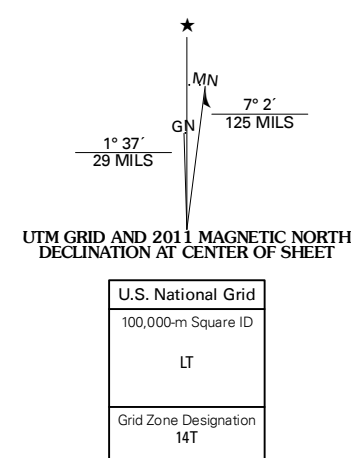 MN
7° 2´
125 MILS
GN
1° 37´
29 MILS
UTM GRID AND 2011 MAGNETIC NORTH
DECLINATION AT CENTER OF SHEET
U.S. National Grid
100,000-m Square ID
LT
Grid Zone Designation
14T